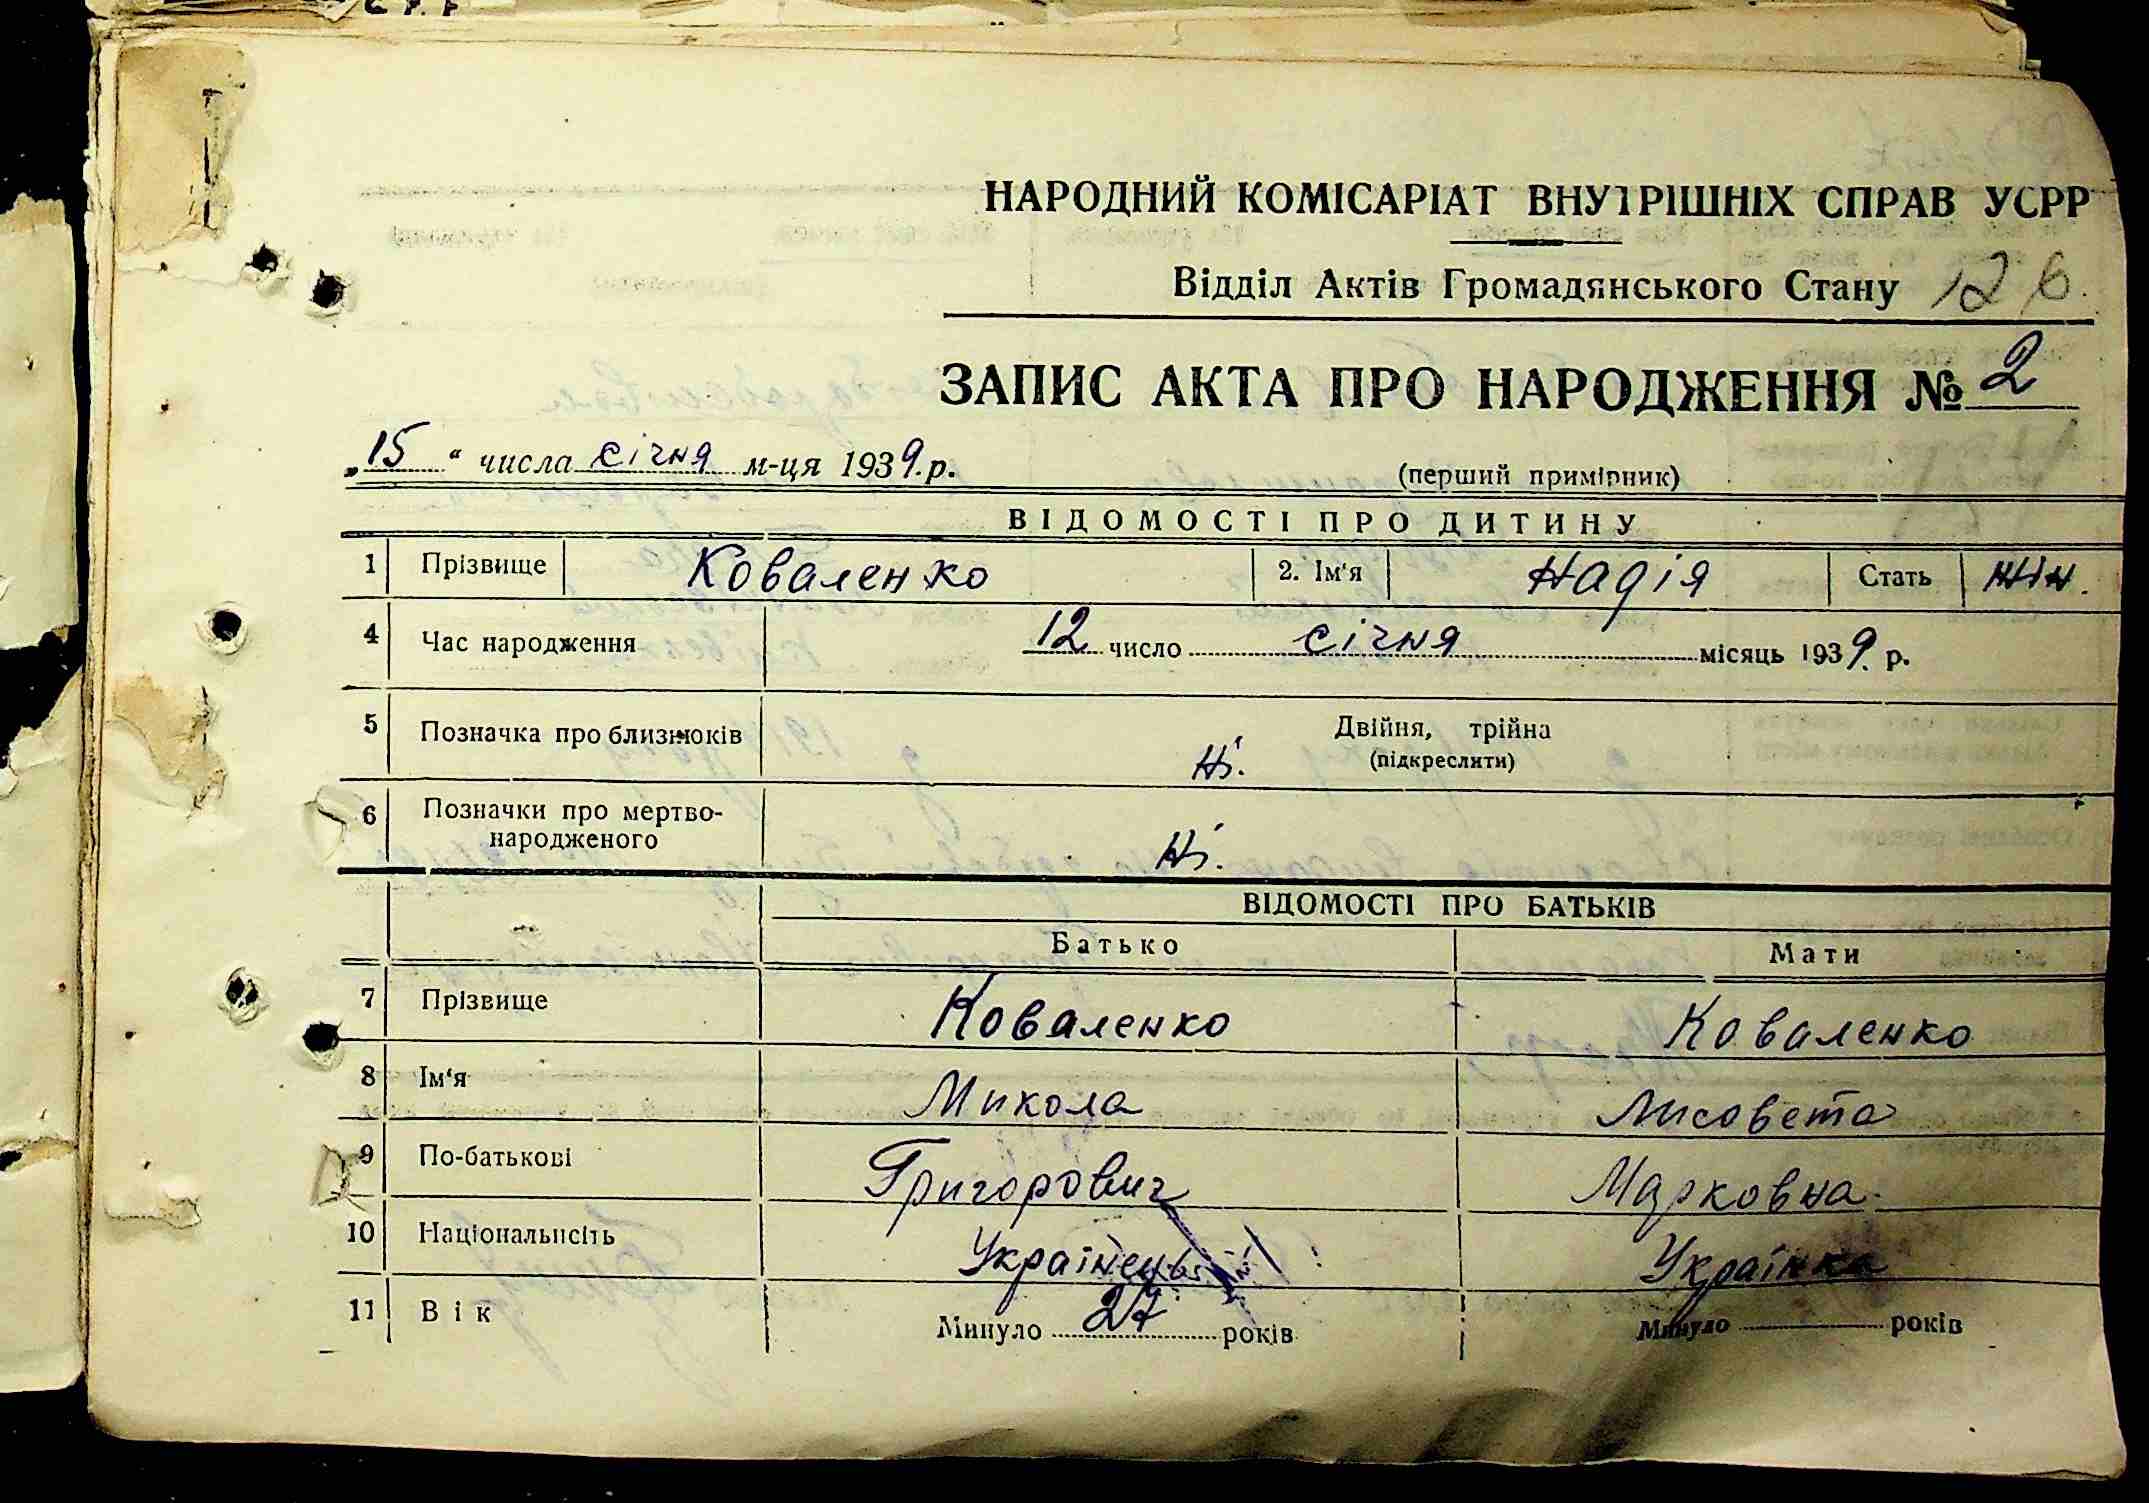 НАРОДНИЙ КОМІСАРІАТ ВНУТРІШНІХ СПРАВ УСРР
Відділ Актів Громадянського Стану 126
ЗАПИС АКТА ПРО НАРОДЖЕННЯ № 2
„15“ числа січня м-ця 1939.р.
(перший примірник)
ВІДОМОСТІ ПРО ДИТИНУ
1 Прізвище Коваленко 2. Ім'я Надія Стать жін.
4 Час народження 12 число січня місяць 1939. р.
5 Позначка про близнюків Двійня, трійна
Ні. (підкреслити)
6 Позначки про мертво-
народженого Ні.
ВІДОМОСТІ ПРО БАТЬКІВ
Батько Мати
7 Прізвище Коваленко Коваленко
8 Ім'я Микола Лисовета
9 По-батькові Григорович Марковна.
10 Національність Українець Українка
11 Вік Минуло 27 років Минуло років